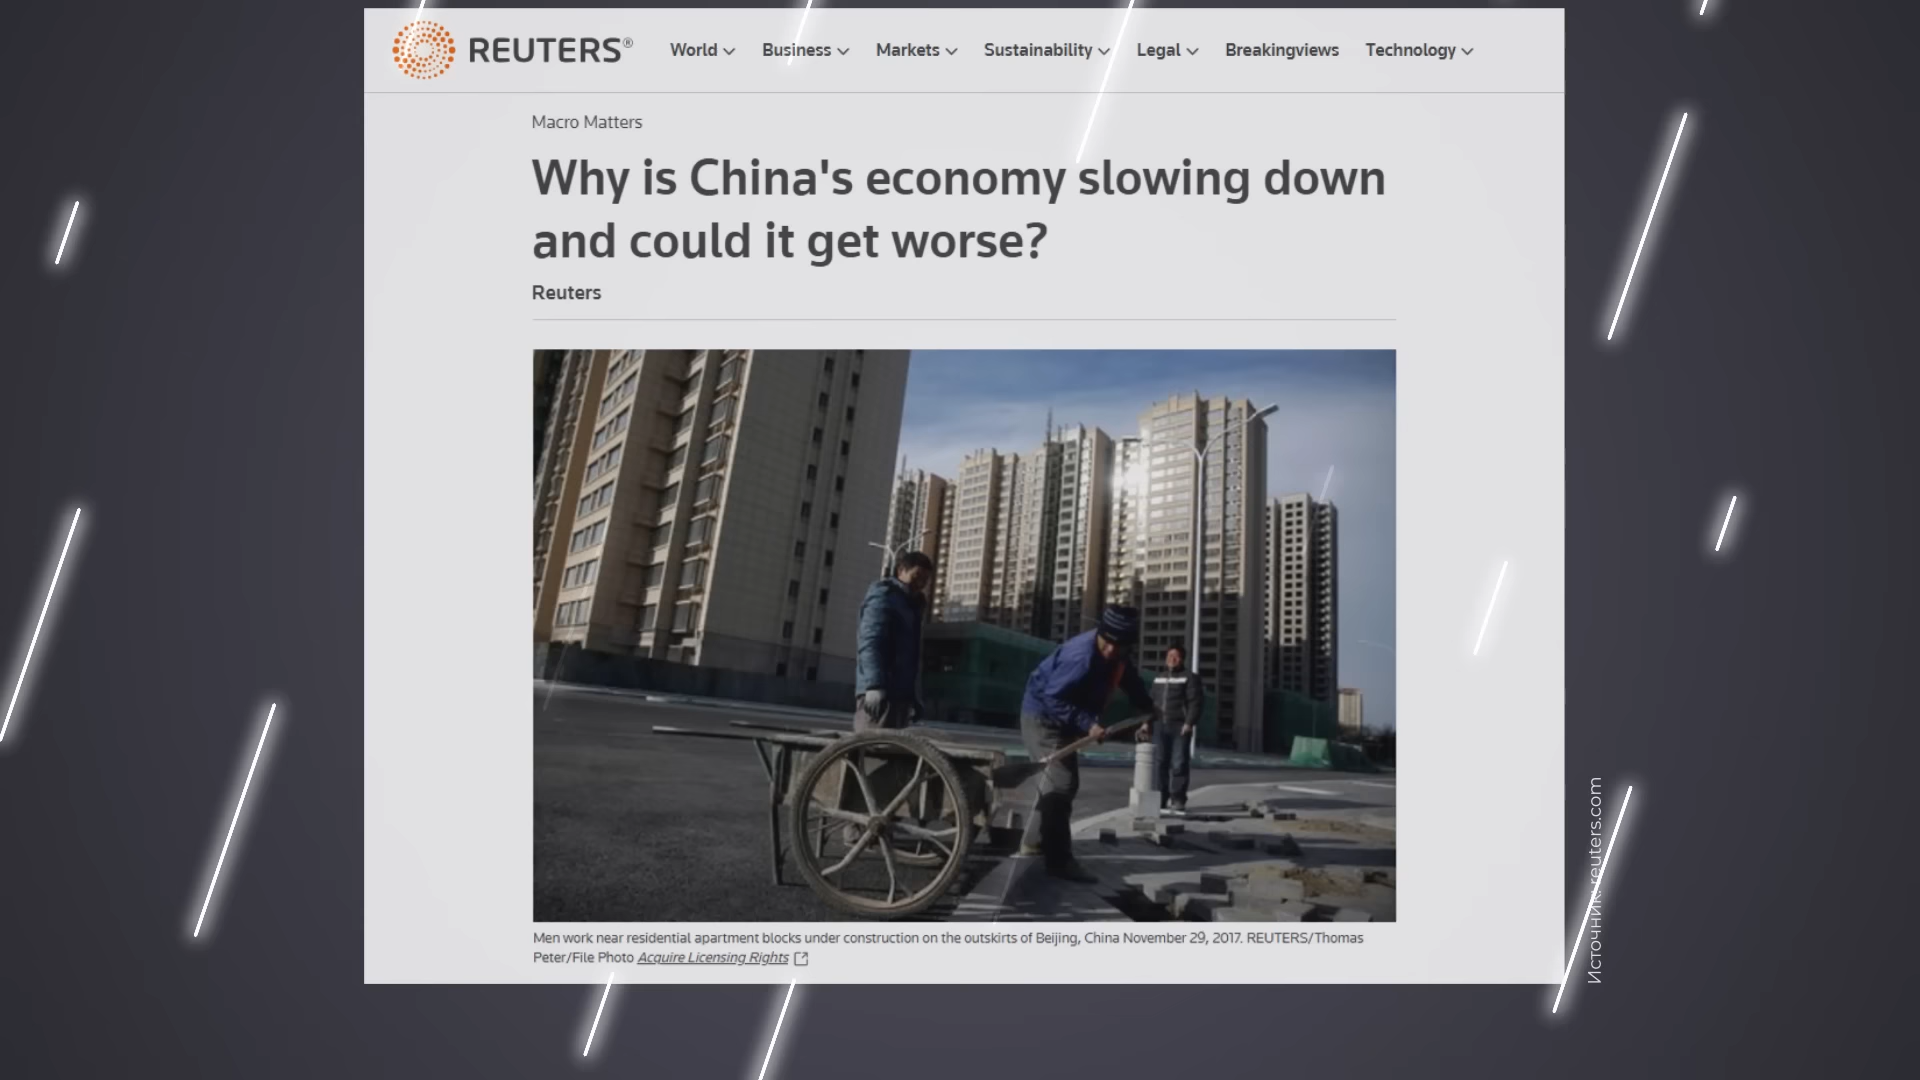 REUTERS®
World Business Markets Sustainability Legal Breakingviews Technology
Macro Matters
Why is China's economy slowing down
and could it get worse?
Reuters
Men work near residential apartment blocks under construction on the outskirts of Beijing, China November 29, 2017. REUTERS/Thomas
Peter/File Photo Acquire Licensing Rights
Источник: reuters.com